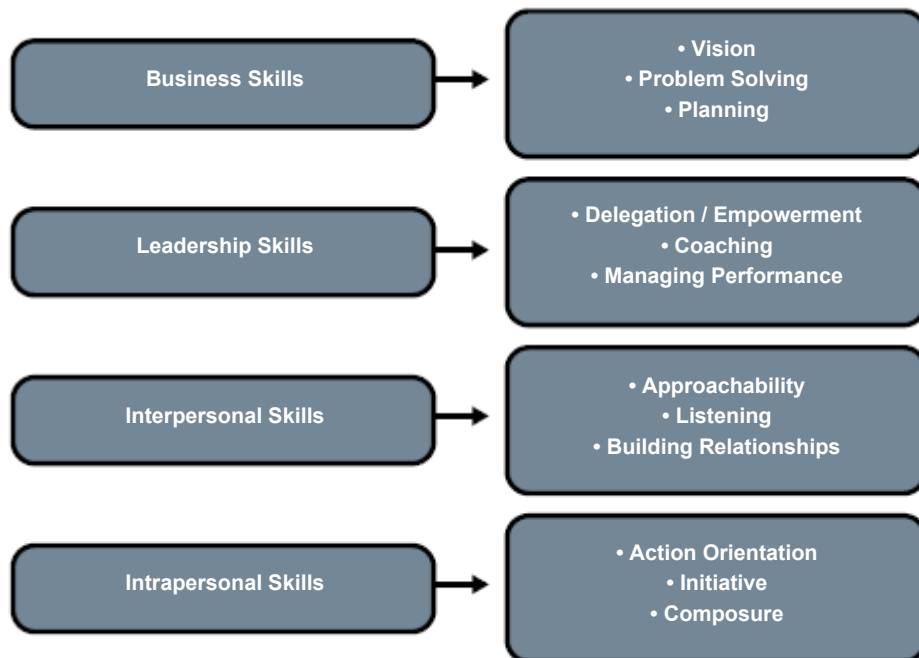 Business Skills
• Vision
• Problem Solving
• Planning
Leadership Skills
• Delegation / Empowerment
• Coaching
• Managing Performance
Interpersonal Skills
• Approachability
• Listening
• Building Relationships
Intrapersonal Skills
• Action Orientation
• Initiative
• Composure